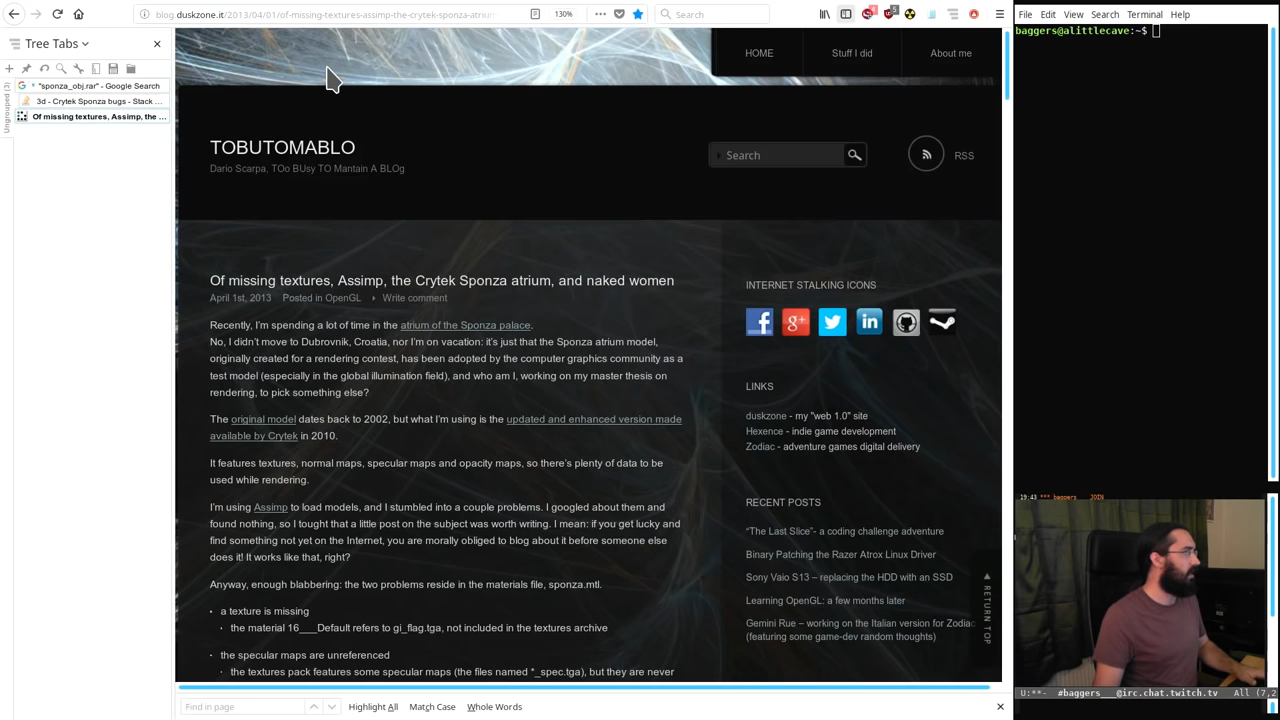 blog.duskzone.it/2013/04/01/of-missing-textures-assimp-the-crytek-sponza-atrium
130%
Search
File Edit View Search Terminal Help
Tree Tabs
baggers@alittlecave:~$
Ungrouped (3)
"sponza_obj.rar" - Google Search
3d - Crytek Sponza bugs - Stack ...
Of missing textures, Assimp, the ...
HOME
Stuff I did
About me
TOBUTOMABLO
Dario Scarpa, TOo BUsy TO Mantain A BLOg
Search
RSS
Of missing textures, Assimp, the Crytek Sponza atrium, and naked women
April 1st, 2013 Posted in OpenGL Write comment
Recently, I'm spending a lot of time in the atrium of the Sponza palace.
No, I didn't move to Dubrovnik, Croatia, nor I'm on vacation: it's just that the Sponza atrium model,
originally created for a rendering contest, has been adopted by the computer graphics community as a
test model (especially in the global illumination field), and who am I, working on my master thesis on
rendering, to pick something else?
The original model dates back to 2002, but what I'm using is the updated and enhanced version made
available by Crytek in 2010.
It features textures, normal maps, specular maps and opacity maps, so there's plenty of data to be
used while rendering.
I'm using Assimp to load models, and I stumbled into a couple problems. I googled about them and
found nothing, so I tought that a little post on the subject was worth writing. I mean: if you get lucky and
find something not yet on the Internet, you are morally obliged to blog about it before someone else
does it! It works like that, right?
Anyway, enough blabbering: the two problems reside in the materials file, sponza.mtl.
a texture is missing
the material 16___Default refers to gi_flag.tga, not included in the textures archive
the specular maps are unreferenced
the textures pack features some specular maps (the files named *_spec.tga), but they are never
INTERNET STALKING ICONS
LINKS
duskzone - my "web 1.0" site
Hexence - indie game development
Zodiac - adventure games digital delivery
RECENT POSTS
"The Last Slice"- a coding challenge adventure
Binary Patching the Razer Atrox Linux Driver
Sony Vaio S13 – replacing the HDD with an SSD
Learning OpenGL: a few months later
Gemini Rue – working on the Italian version for Zodiac
(featuring some game-dev random thoughts)
RETURN TOP
19:43 *** baggers JOIN
U:**- #baggers___@irc.chat.twitch.tv All (7,2
Find in page
Highlight All Match Case Whole Words